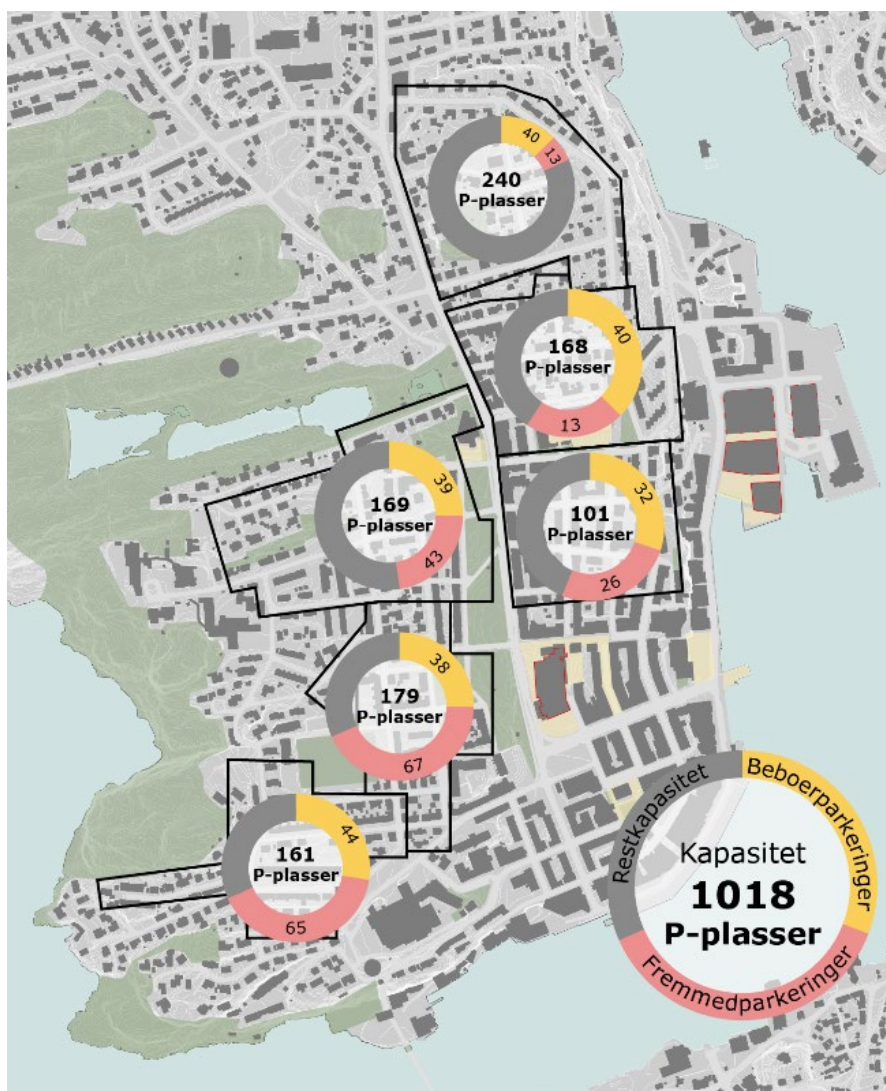 40
13
240
P-plasser
40
168
P-plasser
13
39
169
P-plasser
43
32
101
P-plasser
26
38
179
P-plasser
67
44
161
P-plasser
65
Restkapasitet
Beboerparkeringer
Kapasitet
1018
P-plasser
Fremmedparkeringer